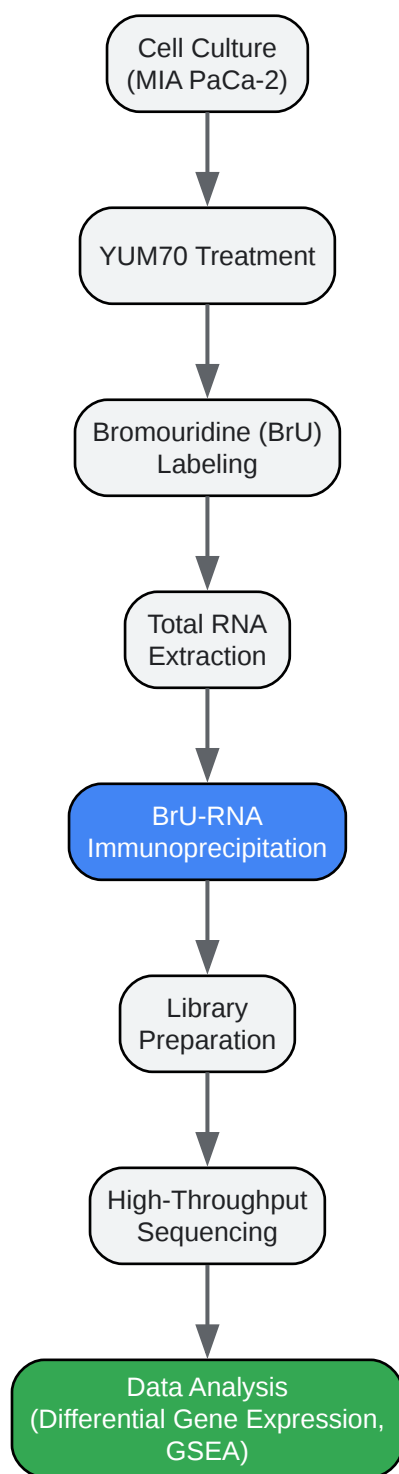 Cell Culture
(MIA PaCa-2)
YUM70 Treatment
Bromouridine (BrU)
Labeling
Total RNA
Extraction
BrU-RNA
Immunoprecipitation
Library
Preparation
High-Throughput
Sequencing
Data Analysis
(Differential Gene Expression,
GSEA)